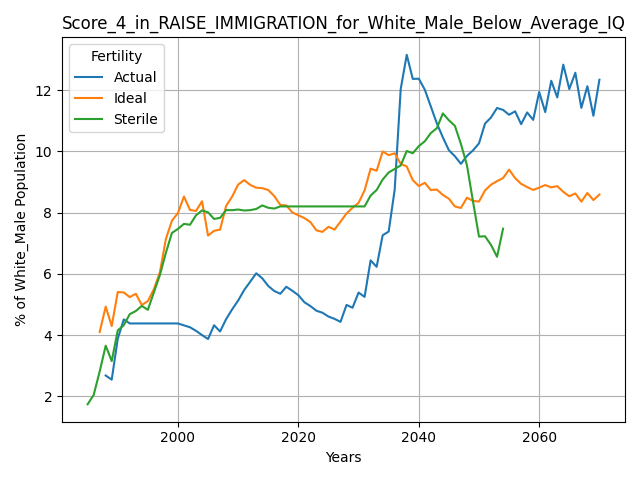 Score_4_in_RAISE_IMMIGRATION_for_White_Male_Below_Average_IQ
Fertility
Actual
Ideal
Sterile
% of White_Male Population
12
10
8
6
4
2
2000
2020
2040
2060
Years